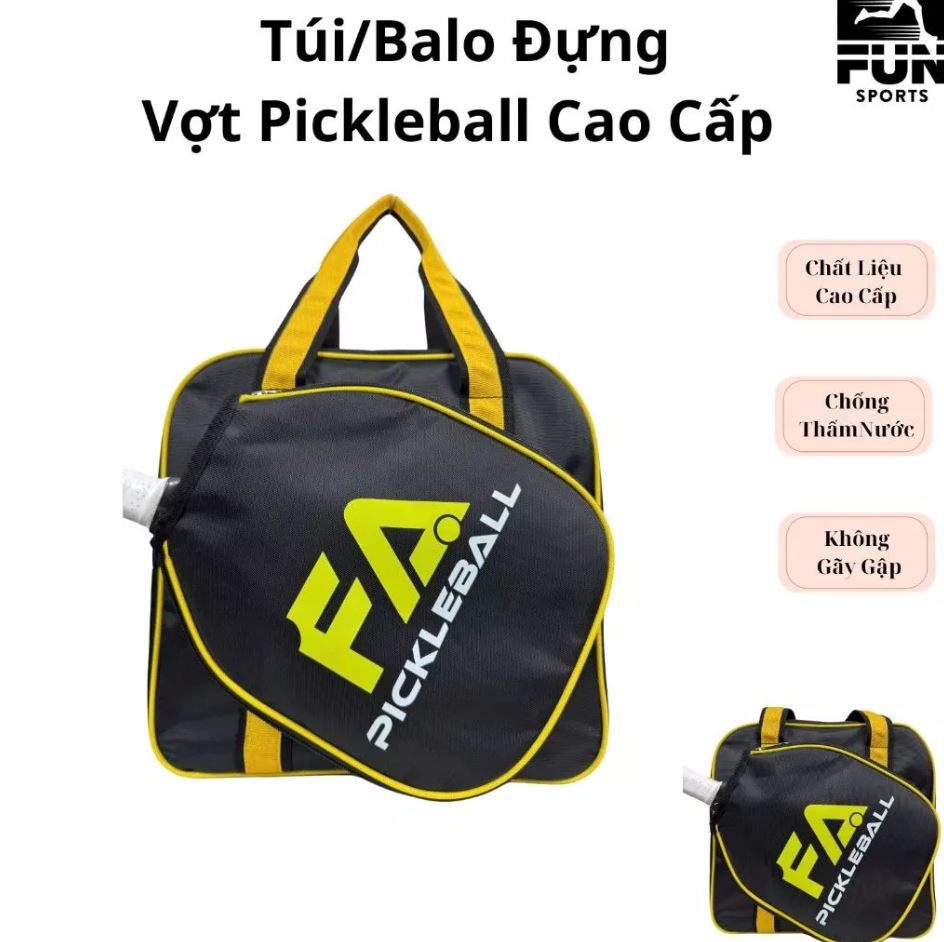 Túi/Balo Đựng
Vợt Pickleball Cao Cấp
FUN
SPORTS
Chất Liệu
Cao Cấp
Chống
ThấmNước
Không
Gãy Gập
FA
PICKLEBALL
FA
PICKLEBALL